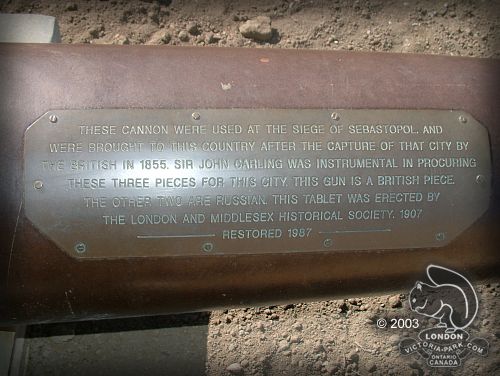 THESE CANNON WERE USED AT THE SIEGE OF SEBASTOPOL, AND
WERE BROUGHT TO THIS COUNTRY AFTER THE CAPTURE OF THAT CITY BY
THE BRITISH IN 1855. SIR JOHN CARLING WAS INSTRUMENTAL IN PROCURING
THESE THREE PIECES FOR THIS CITY. THIS GUN IS A BRITISH PIECE.
THE OTHER TWO ARE RUSSIAN. THIS TABLET WAS ERECTED BY
THE LONDON AND MIDDLESEX HISTORICAL SOCIETY. 1907
RESTORED 1987
© 2003
LONDON
VICTORIA-PARK.COM
ONTARIO
CANADA